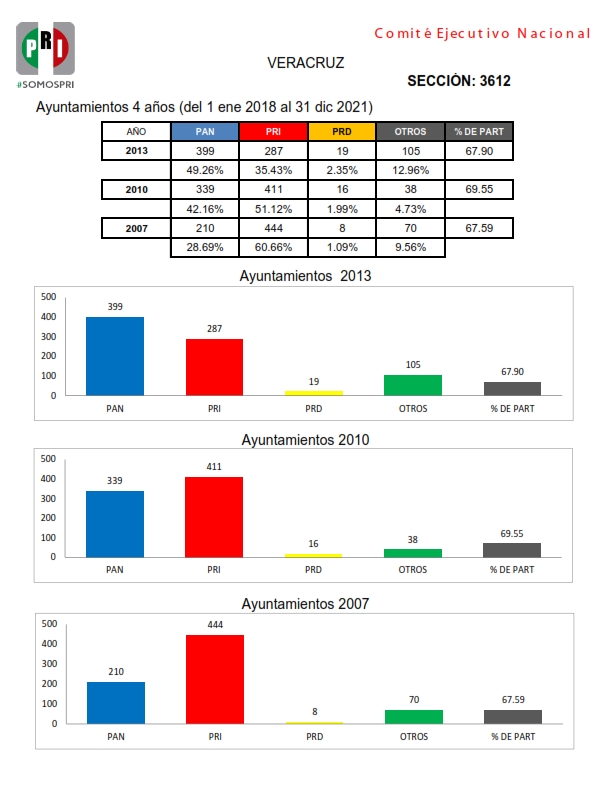 Comité Ejecutivo Nacional
PRI
#SOMOSPRI
VERACRUZ
SECCIÓN: 3612
Ayuntamientos 4 años (del 1 ene 2018 al 31 dic 2021)
AÑO PAN PRI PRD OTROS % DE PART
2013 399 287 19 105 67.90
49.26% 35.43% 2.35% 12.96%
2010 339 411 16 38 69.55
42.16% 51.12% 1.99% 4.73%
2007 210 444 8 70 67.59
28.69% 60.66% 1.09% 9.56%
Ayuntamientos 2013
500
400
300
200
100
0
399
287
19
105
67.90
PAN PRI PRD OTROS % DE PART
Ayuntamientos 2010
500
400
300
200
100
0
339
411
16
38
69.55
PAN PRI PRD OTROS % DE PART
Ayuntamientos 2007
500
400
300
200
100
0
210
444
8
70
67.59
PAN PRI PRD OTROS % DE PART